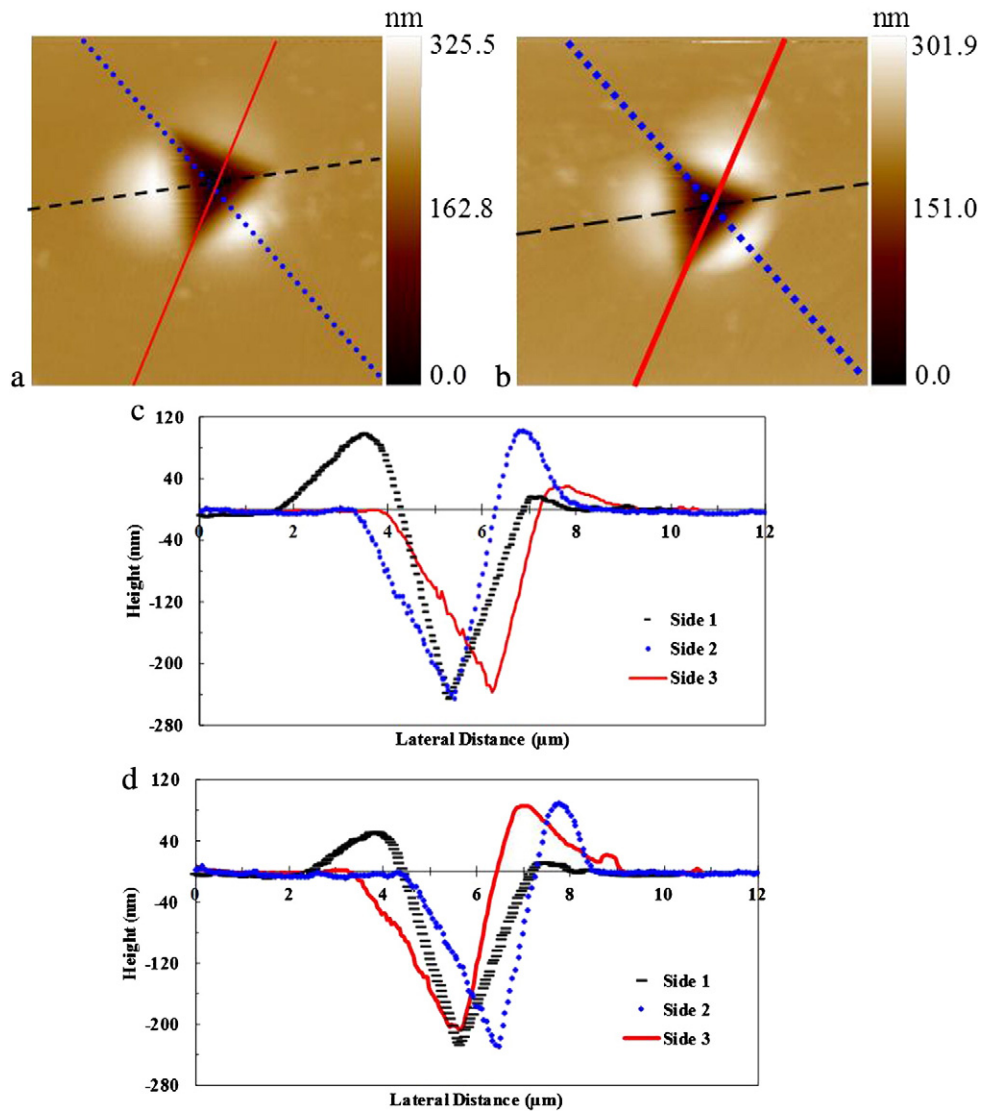 nm
325.5
162.8
0.0
a
nm
301.9
151.0
0.0
b
c
120
40
-40
-120
-200
-280
0 2 4 6 8 10 12
Height (nm)
Lateral Distance (µm)
Side 1
Side 2
Side 3
d
120
40
-40
-120
-200
-280
0 2 4 6 8 10 12
Height (nm)
Lateral Distance (µm)
Side 1
Side 2
Side 3